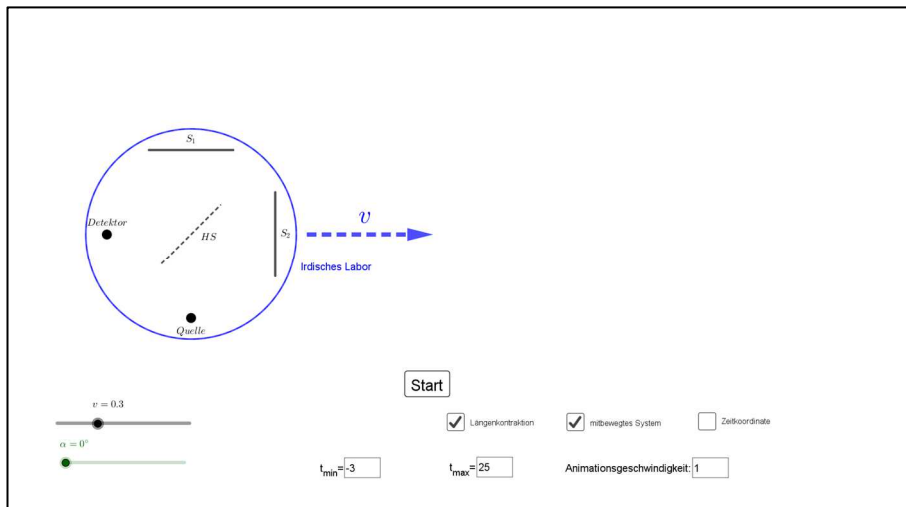 S₁
Detektor
HS
S₂
v
Irdisches Labor
Quelle
Start
v = 0.3
Längenkontraktion
mitbewegtes System
Zeitkoordinate
α = 0°
tmin= -3
tmax= 25
Animationsgeschwindigkeit: 1